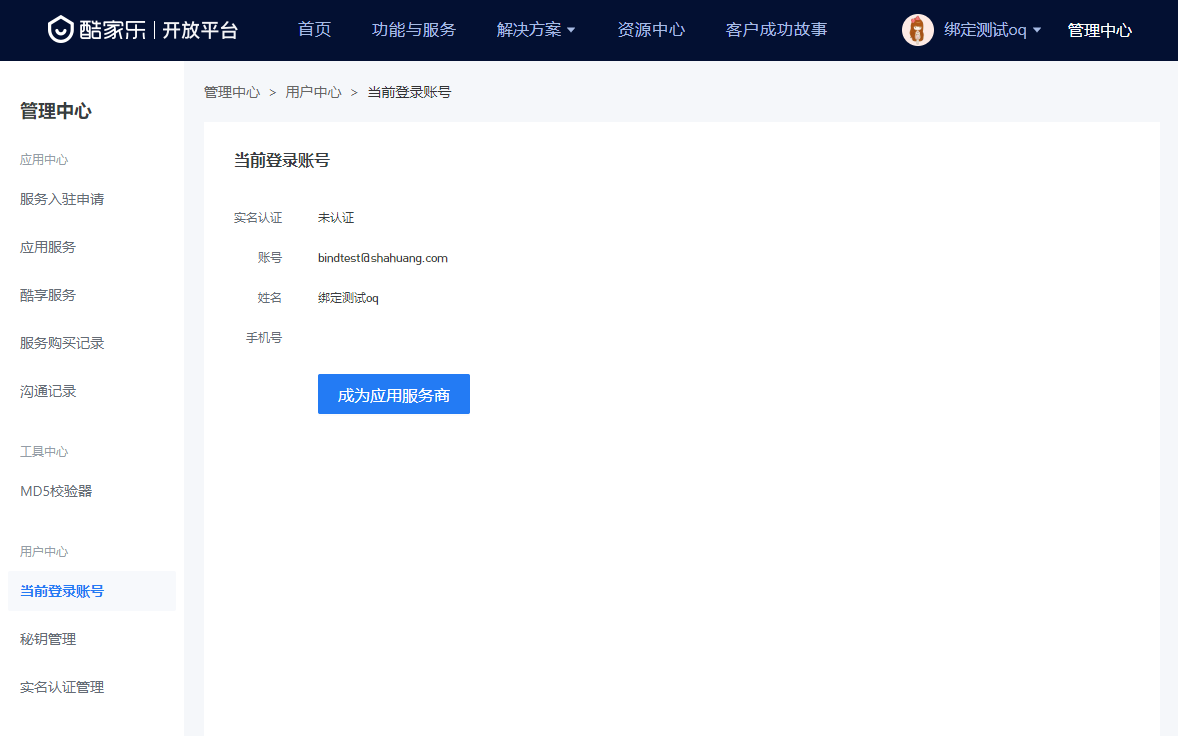 酷家乐 | 开放平台 首页 功能与服务 解决方案 资源中心 客户成功故事 绑定测试oq 管理中心
管理中心 > 用户中心 > 当前登录账号
管理中心
应用中心
服务入驻申请
应用服务
酷享服务
服务购买记录
沟通记录
工具中心
MD5校验器
用户中心
当前登录账号
秘钥管理
实名认证管理
当前登录账号
实名认证 未认证
账号 bindtest@shahuang.com
姓名 绑定测试oq
手机号
成为应用服务商